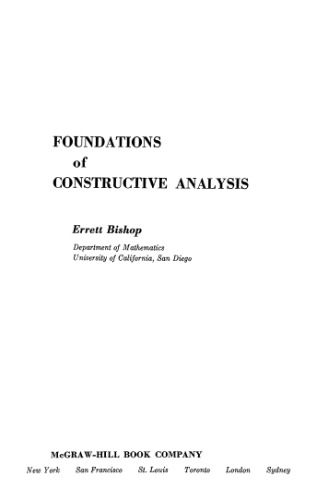 FOUNDATIONS
of
CONSTRUCTIVE ANALYSIS
Errett Bishop
Department of Mathematics
University of California, San Diego
McGRAW-HILL BOOK COMPANY
New York San Francisco St. Louis Toronto London Sydney